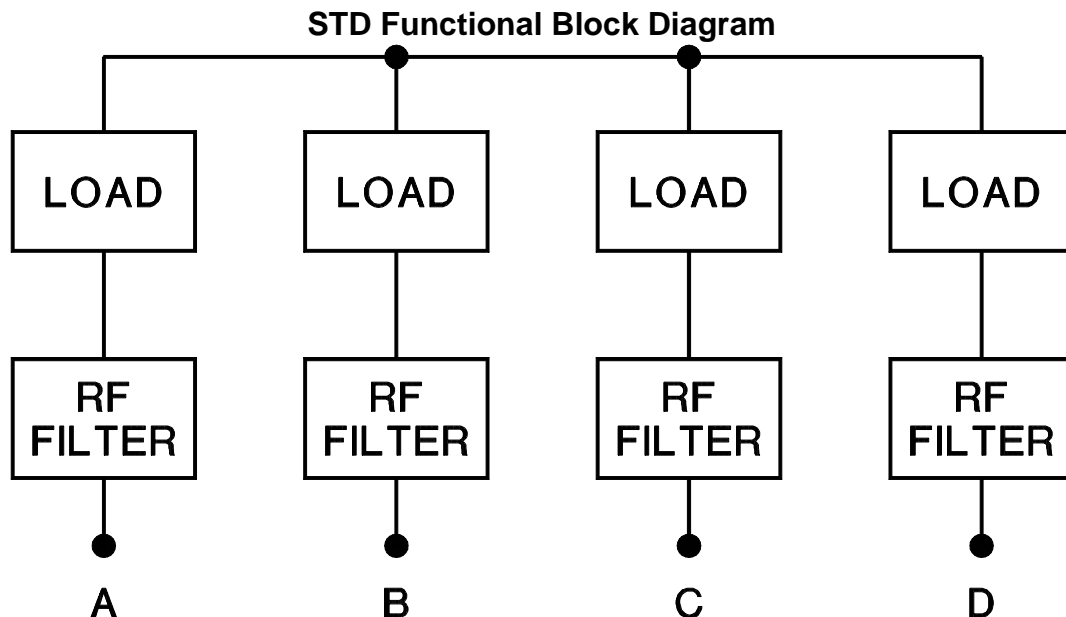 STD Functional Block Diagram
LOAD LOAD LOAD LOAD
RF RF RF RF
FILTER FILTER FILTER FILTER
A B C D